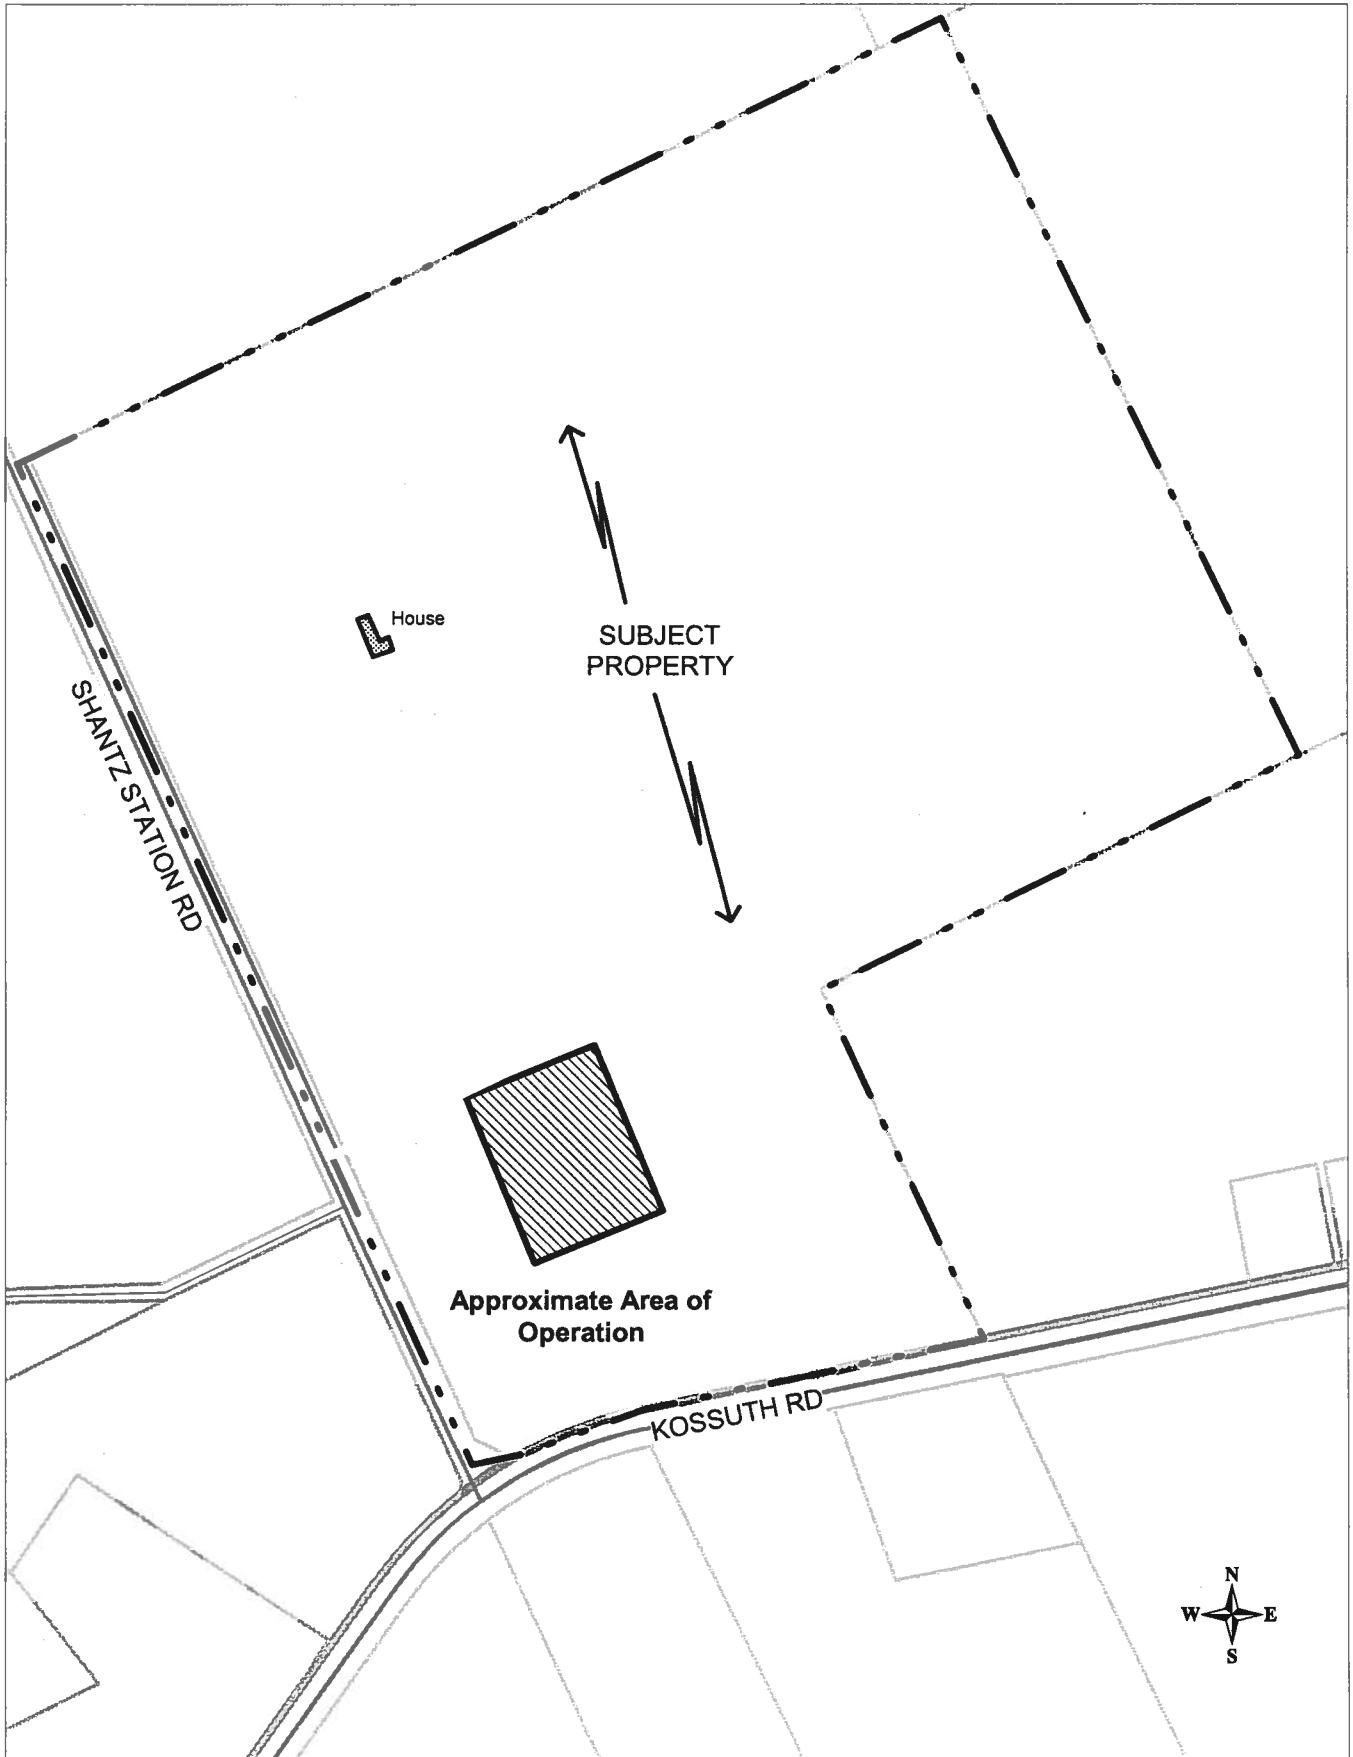 House
SUBJECT
PROPERTY
SHANTZ STATION RD
Approximate Area of
Operation
KOSSUTH RD
N
W E
S